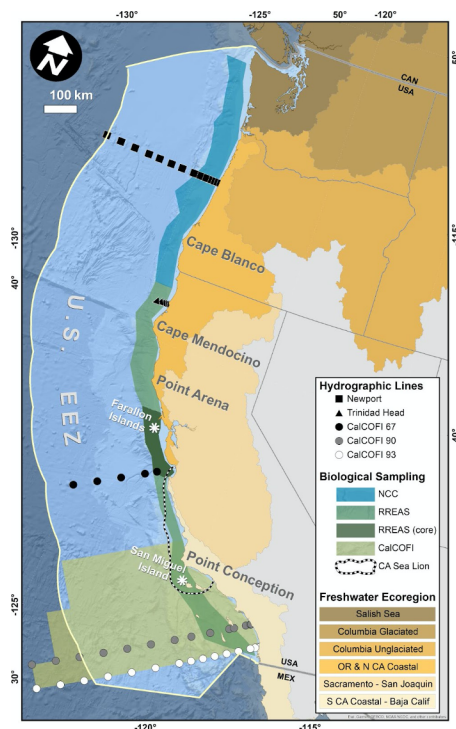 -130°
-125°
50°
-120°
N
100 km
50°
CAN
USA
-130°
-115°
Cape Blanco
40°
U.S. EEZ
Cape Mendocino
Point Arena
Farallon
Islands
40°
San Miguel
Island
Point Conception
-125°
30°
USA
MEX
-120°
-115°
Hydrographic Lines
Newport
Trinidad Head
CalCOFI 67
CalCOFI 90
CalCOFI 93
Biological Sampling
NCC
RREAS
RREAS (core)
CalCOFI
CA Sea Lion
Freshwater Ecoregion
Salish Sea
Columbia Glaciated
Columbia Unglaciated
OR & N CA Coastal
Sacramento - San Joaquin
S CA Coastal - Baja Calif